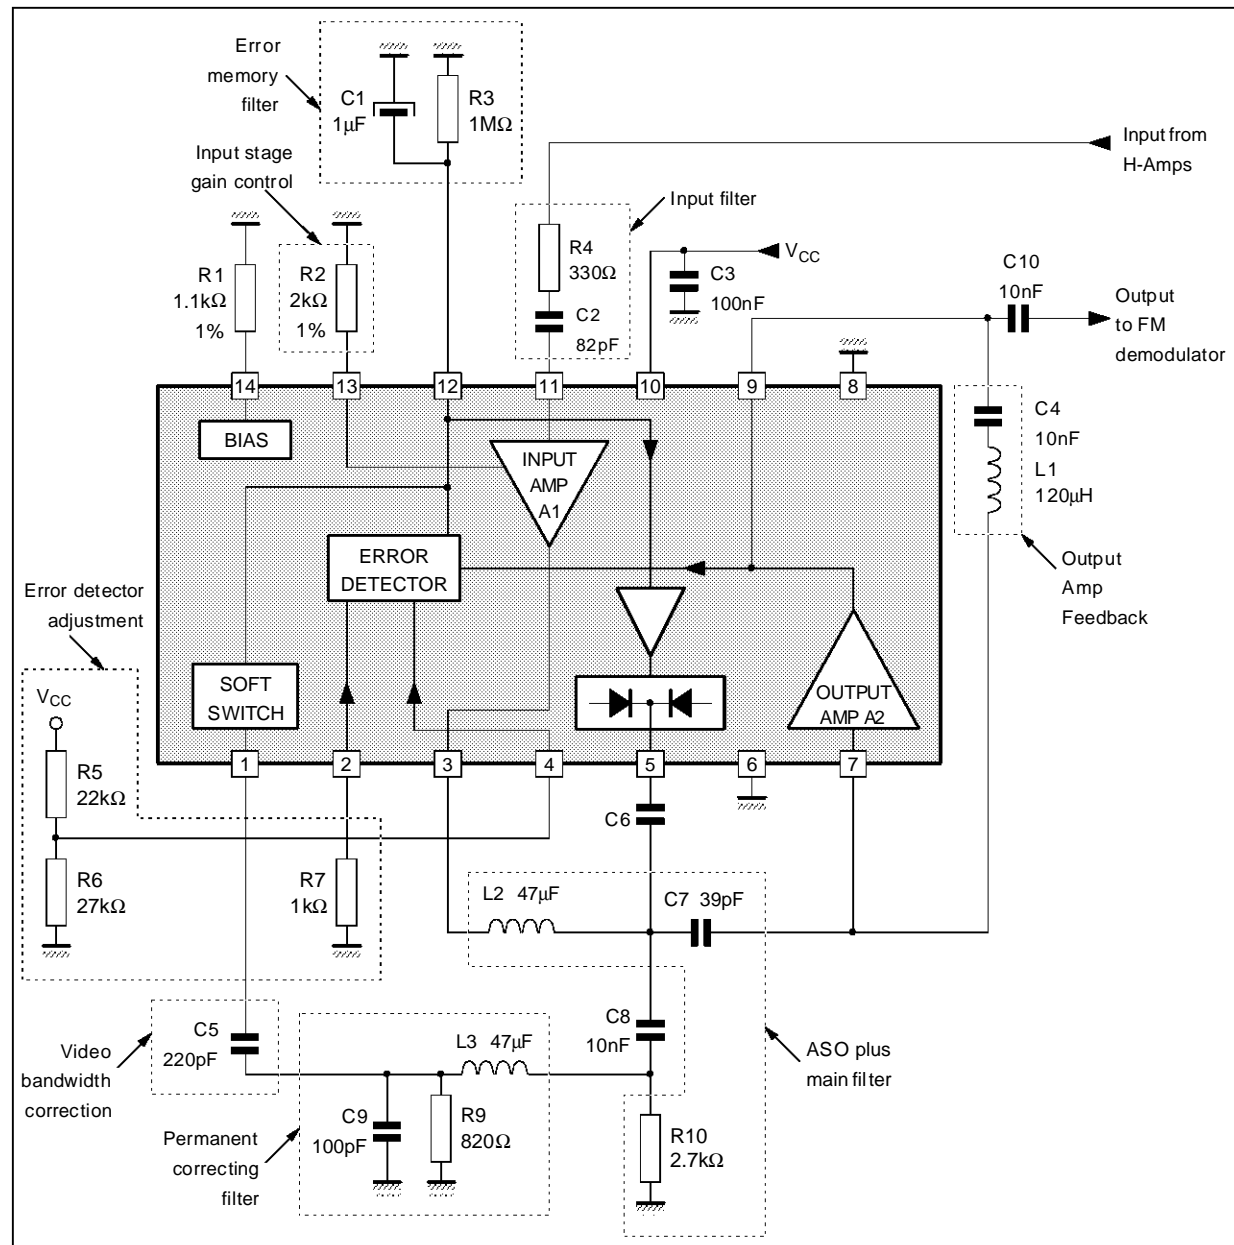 Error
memory
filter
C1
1µF
R3
1MΩ
Input from
H-Amps
Input stage
gain control
Input filter
R4
330Ω
C2
82pF
VCC
C3
100nF
C10
10nF
Output
to FM
demodulator
R1
1.1kΩ
1%
R2
2kΩ
1%
14
13
12
11
10
9
8
C4
10nF
L1
120µH
BIAS
INPUT
AMP
A1
ERROR
DETECTOR
Output
Amp
Feedback
Error detector
adjustment
SOFT
SWITCH
OUTPUT
AMP A2
VCC
1
2
3
4
5
6
7
R5
22kΩ
C6
R6
27kΩ
R7
1kΩ
L2 47µF
C7 39pF
C5
220pF
Video
bandwidth
correction
L3 47µF
C8
10nF
ASO plus
main filter
C9
100pF
R9
820Ω
R10
2.7kΩ
Permanent
correcting
filter